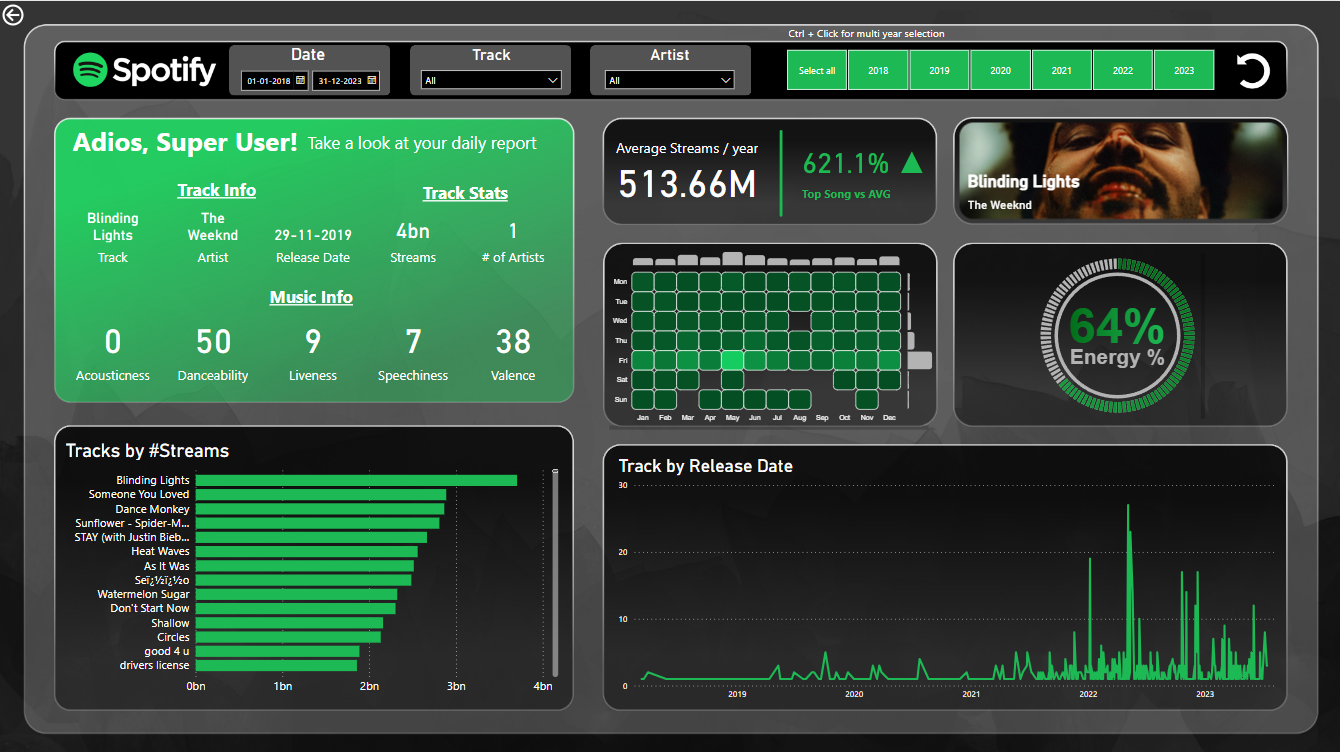 Ctrl + Click for multi year selection
Spotify
Date
01-01-2018 31-12-2023
Track
All
Artist
All
Select all 2018 2019 2020 2021 2022 2023
Adios, Super User! Take a look at your daily report
Track Info
Track Stats
Blinding Lights
Track
The Weeknd
Artist
29-11-2019
Release Date
4bn
Streams
1
# of Artists
Music Info
0 50 9 7 38
Acousticness Danceability Liveness Speechiness Valence
Average Streams / year
513.66M
621.1% ▲
Top Song vs AVG
Blinding Lights
The Weeknd
Mon
Tue
Wed
Thu
Fri
Sat
Sun
Jan Feb Mar Apr May Jun Jul Aug Sep Oct Nov Dec
64%
Energy %
Tracks by #Streams
Blinding Lights
Someone You Loved
Dance Monkey
Sunflower - Spider-M...
STAY (with Justin Bieb...
Heat Waves
As It Was
Seï¿½ï¿½o
Watermelon Sugar
Don't Start Now
Shallow
Circles
good 4 u
drivers license
0bn 1bn 2bn 3bn 4bn
Track by Release Date
30
20
10
0
2019 2020 2021 2022 2023